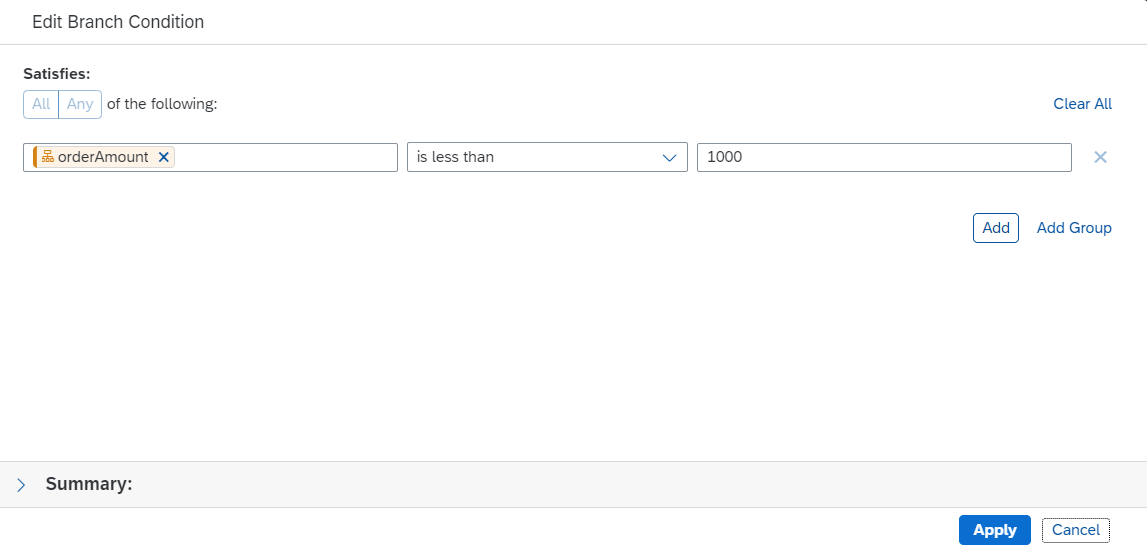 Edit Branch Condition
Satisfies:
All Any of the following: Clear All
orderAmount is less than 1000
Add Add Group
Summary:
Apply Cancel